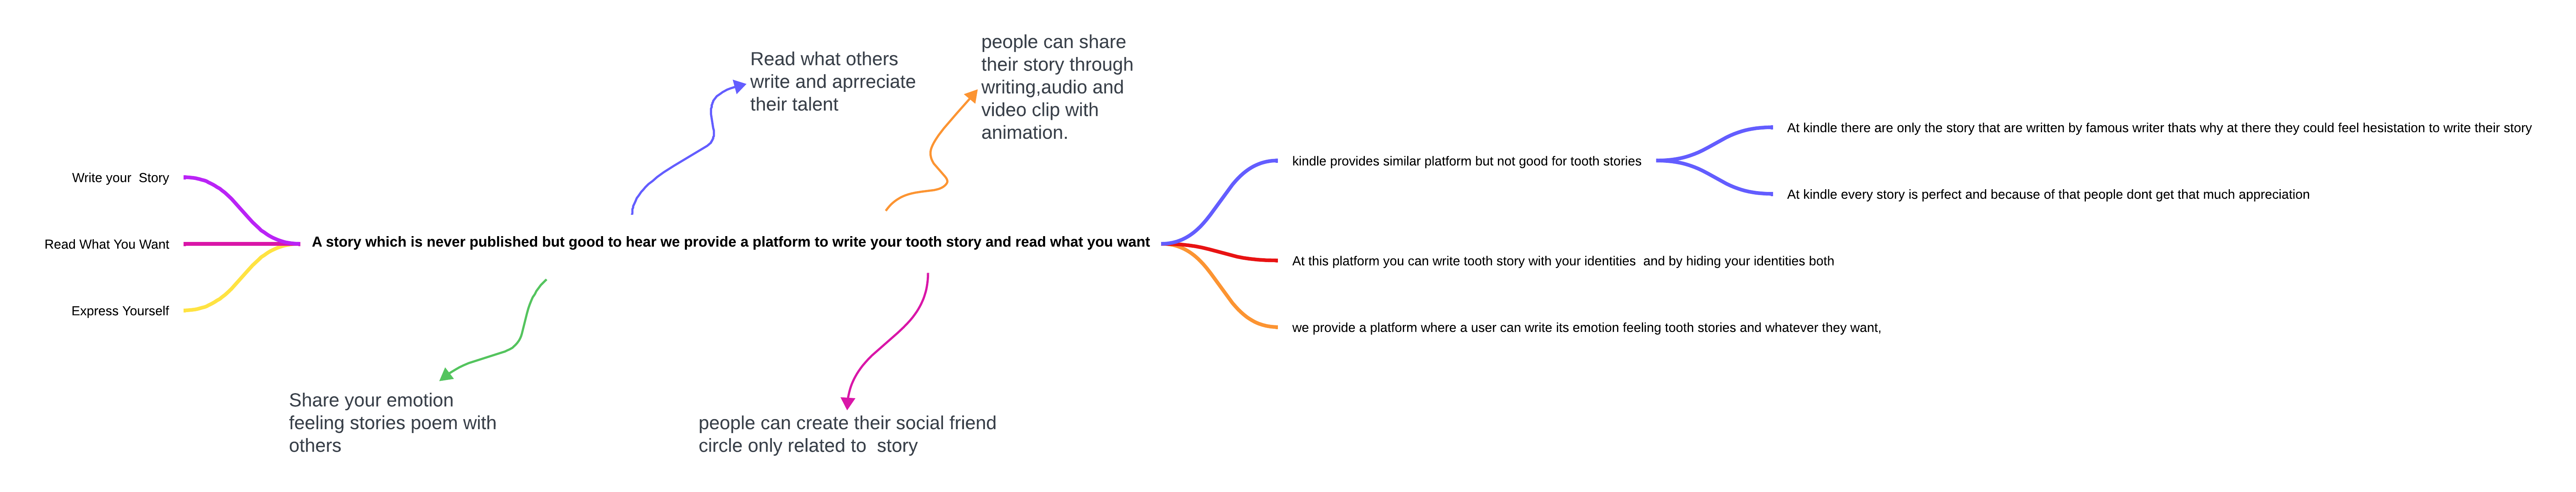 Read what others
write and apreciate
their talent
people can share
their story through
writing,audio and
video clip with
animation.
Write your  Story
Read What You Want
Express Yourself
A story which is never published but good to hear we provide a platform to write your tooth story and read what you want
kindle provides similar platform but not good for tooth stories
At kindle there are only the story that are written by famous writer thats why at there they could feel hesistation to write their story
At kindle every story is perfect and because of that people dont get that much appreciation
At this platform you can write tooth story with your identities  and by hiding your identities both
we provide a platform where a user can write its emotion feeling tooth stories and whatever they want,
Share your emotion
feeling stories poem with
others
people can create their social friend
circle only related to  story